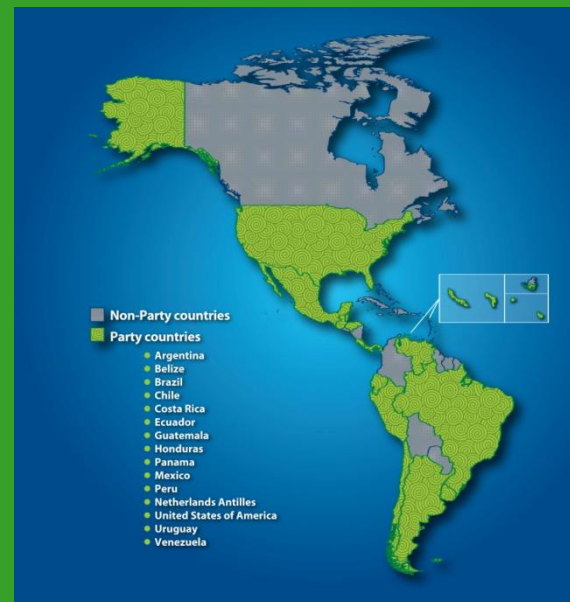 Non-Party countries
Party countries
Argentina
Belize
Brazil
Chile
Costa Rica
Ecuador
Guatemala
Honduras
Panama
Mexico
Peru
Netherlands Antilles
United States of America
Uruguay
Venezuela